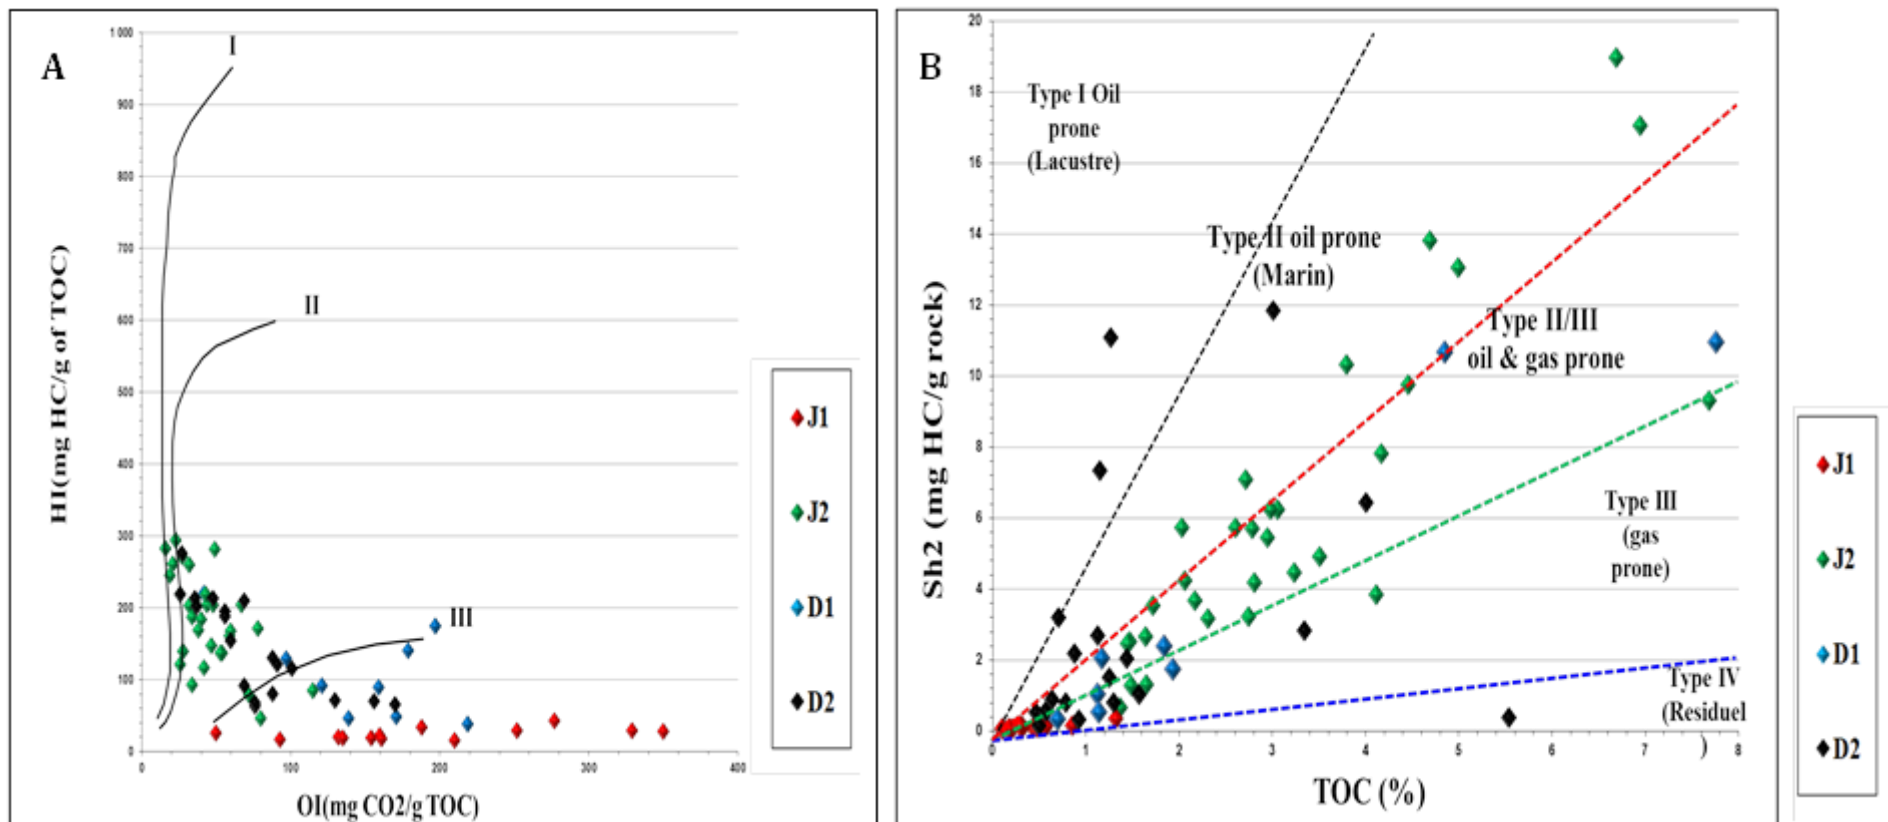 A
HI(mg HC/g of TOC)
1 000
900
800
700
600
500
400
300
200
100
0
0
100
200
300
400
OI(mg CO2/g TOC)
I
II
III
J1
J2
D1
D2
B
Sh2 (mg HC/g rock)
20
18
16
14
12
10
8
6
4
2
0
0
1
2
3
4
5
6
7
8
TOC (%)
Type I Oil
prone
(Lacustre)
Type II oil prone
(Marin)
Type II/III
oil & gas prone
Type III
(gas
prone)
Type IV
(Residuel
)
J1
J2
D1
D2